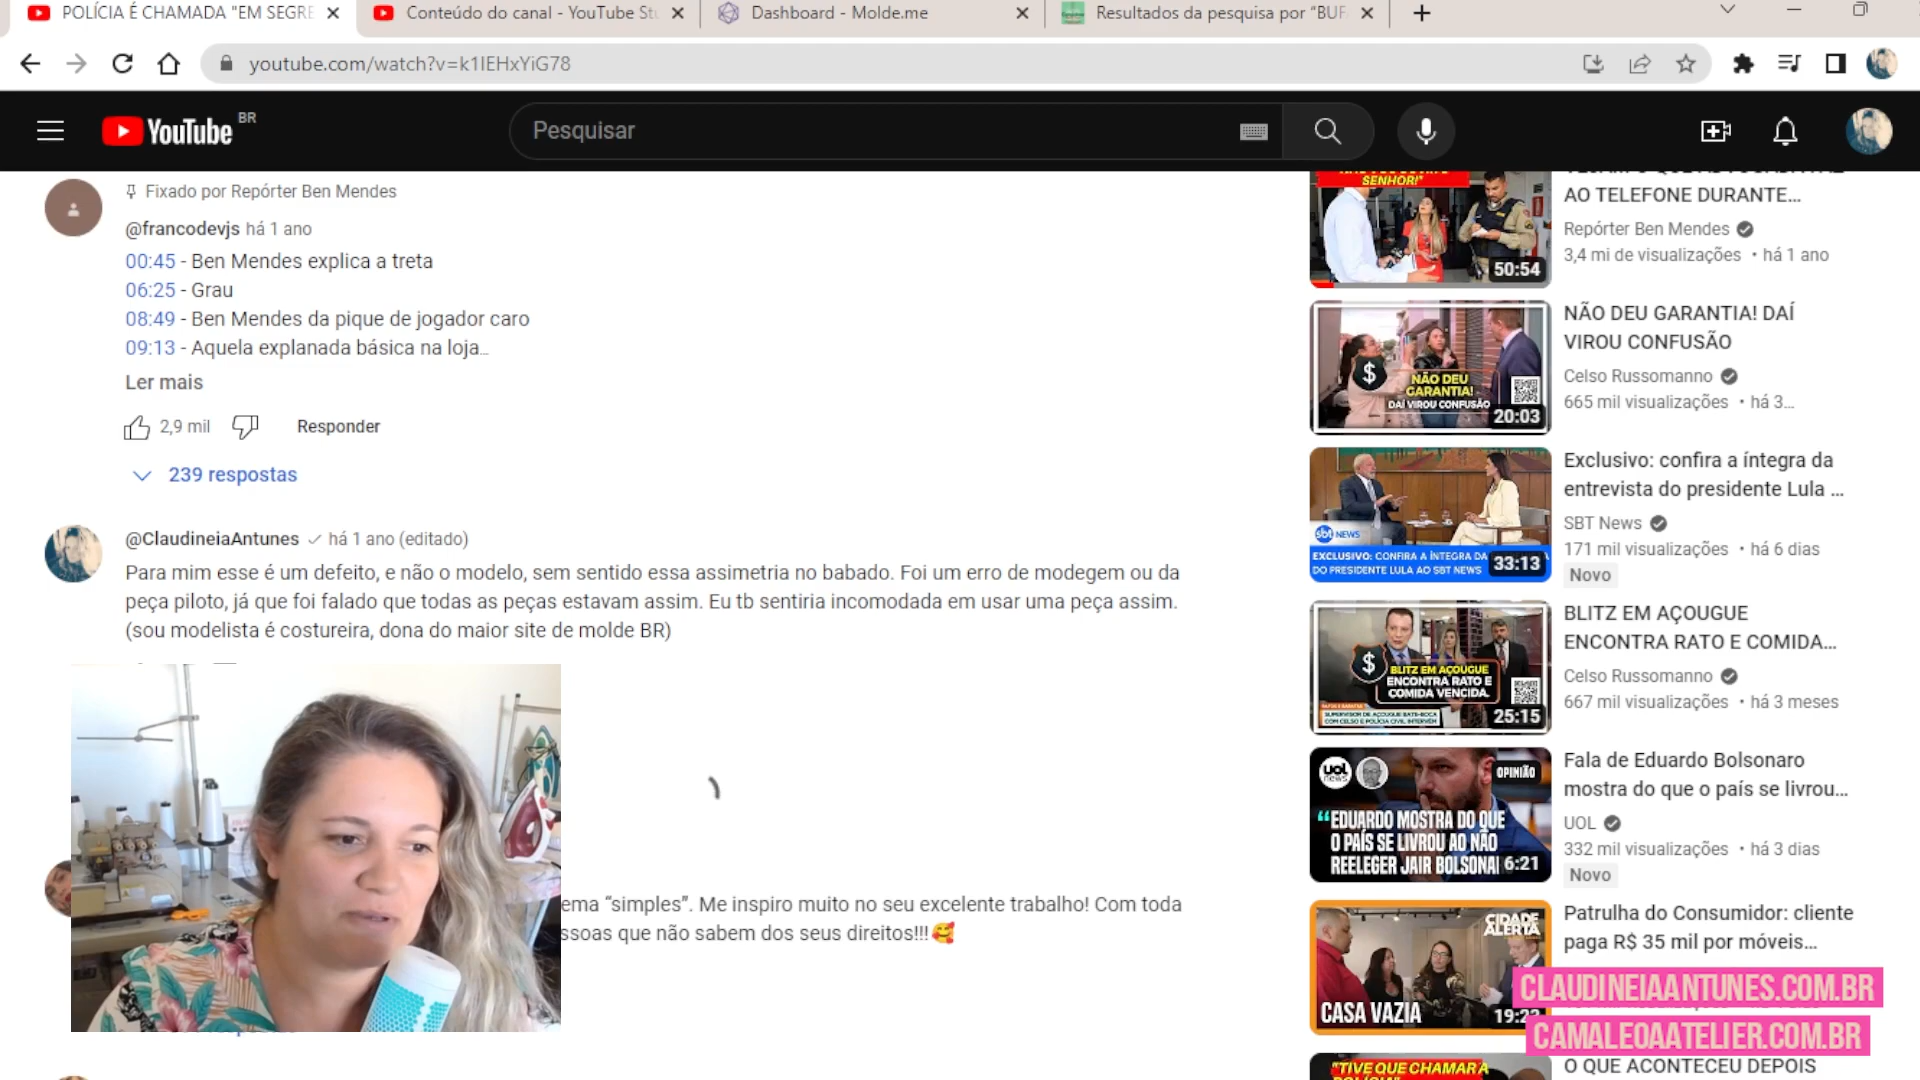 POLÍCIA É CHAMADA "EM SEGRE
Conteúdo do canal - YouTube St
Dashboard - Molde.me
Resultados da pesquisa por "BUF
youtube.com/watch?v=k1IEHxYiG78
YouTube BR
Pesquisar
Fixado por Repórter Ben Mendes
@francodevjs há 1 ano
00:45 - Ben Mendes explica a treta
06:25 - Grau
08:49 - Ben Mendes da pique de jogador caro
09:13 - Aquela explanada básica na loja…
Ler mais
2,9 mil
Responder
239 respostas
@ClaudineiaAntunes há 1 ano (editado)
Para mim esse é um defeito, e não o modelo, sem sentido essa assimetria no babado. Foi um erro de modegem ou da
peça piloto, já que foi falado que todas as peças estavam assim. Eu tb sentiria incomodada em usar uma peça assim.
(sou modelista é costureira, dona do maior site de molde BR)
ema “simples”. Me inspiro muito no seu excelente trabalho! Com toda
ssoas que não sabem dos seus direitos!!!🥰
SENHOR!"
50:54
AO TELEFONE DURANTE...
Repórter Ben Mendes
3,4 mi de visualizações • há 1 ano
$
NÃO DEU
GARANTIA!
DAÍ VIROU CONFUSÃO
20:03
NÃO DEU GARANTIA! DAÍ
VIROU CONFUSÃO
Celso Russomanno
665 mil visualizações • há 3...
sbt NEWS
EXCLUSIVO: CONFIRA A ÍNTEGRA DA
DO PRESIDENTE LULA AO SBT NEWS
33:13
Exclusivo: confira a íntegra da
entrevista do presidente Lula ...
SBT News
171 mil visualizações • há 6 dias
Novo
$
BLITZ EM AÇOUGUE
ENCONTRA RATO E
COMIDA VENCIDA.
25:15
BLITZ EM AÇOUGUE
ENCONTRA RATO E COMIDA...
Celso Russomanno
667 mil visualizações • há 3 meses
UOL news
OPINIÃO
“EDUARDO MOSTRA DO QUE
O PAÍS SE LIVROU AO NÃO
REELEGER JAIR BOLSONA
6:21
Fala de Eduardo Bolsonaro
mostra do que o país se livrou...
UOL
332 mil visualizações • há 3 dias
Novo
CIDADE
ALERTA
CASA VAZIA
Patrulha do Consumidor: cliente
paga R$ 35 mil por móveis...
CLAUDINEIAANTUNES.COM.BR
CAMALEOAATELIER.COM.BR
"TIVE QUE CHAMAR A
O QUE ACONTECEU DEPOIS